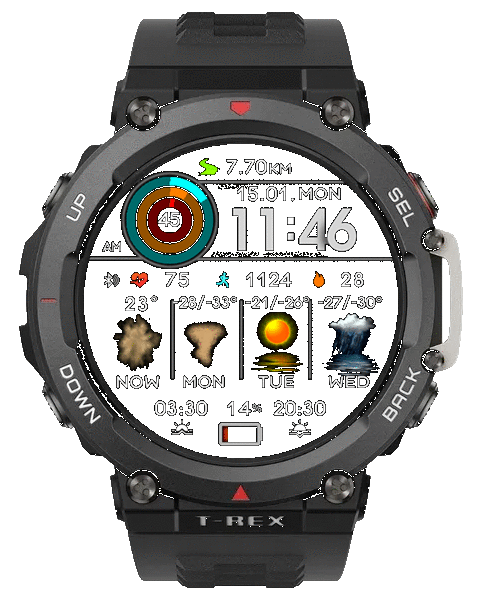 7.70KM
15.01, MON
45
11:46
AM
UP
SEL
75 1124 28
23° -28/-33° -21/-26° -27/-30°
NOW MON TUE WED
DOWN
BACK
03:30 14% 20:30
T-REX